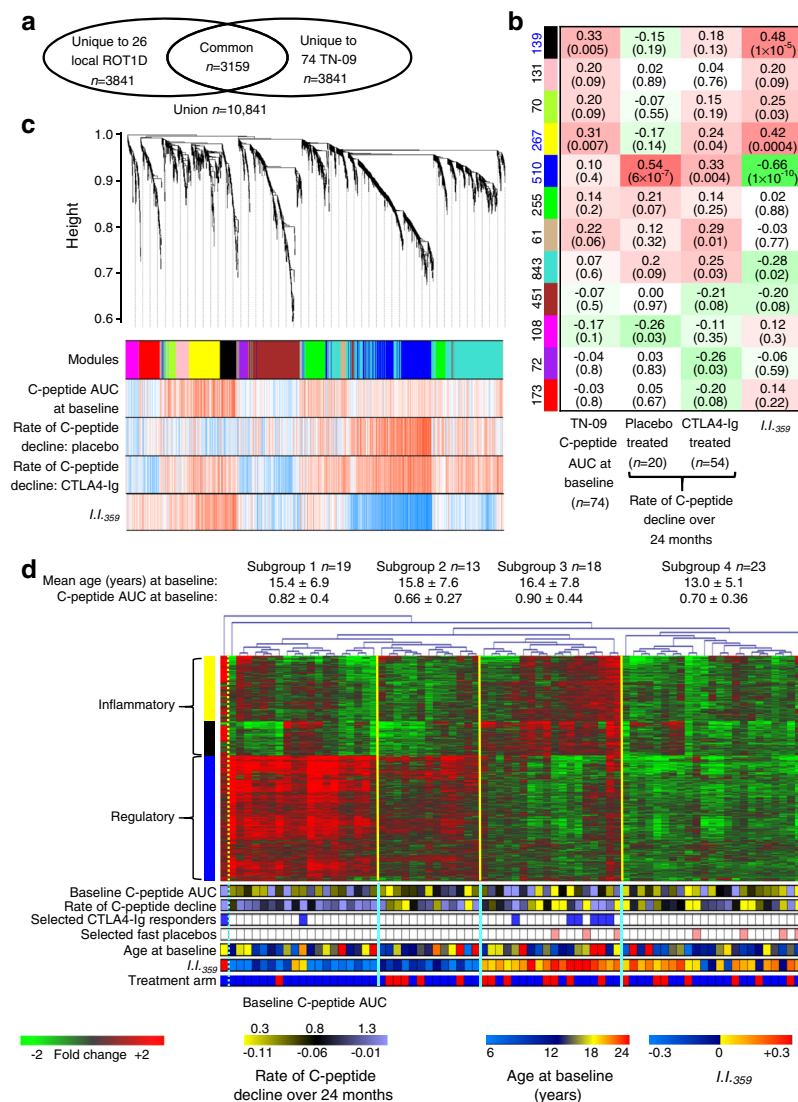 a
Unique to 26
local ROT1D
n=3841
Common
n=3159
Unique to
74 TN-09
n=3841
Union n=10,841
b
139 0.33 (0.005) -0.15 (0.19) 0.18 (0.13) 0.48 (1×10-5)
131 0.20 (0.09) 0.02 (0.89) 0.04 (0.76) 0.20 (0.09)
70 0.20 (0.09) -0.07 (0.55) 0.15 (0.19) 0.25 (0.03)
267 0.31 (0.007) -0.17 (0.14) 0.24 (0.04) 0.42 (0.0004)
510 0.10 (0.4) 0.54 (6×10-7) 0.33 (0.004) -0.66 (1×10-10)
255 0.14 (0.2) 0.21 (0.07) 0.14 (0.25) 0.02 (0.88)
61 0.22 (0.06) 0.12 (0.32) 0.29 (0.01) -0.03 (0.77)
843 0.07 (0.6) 0.2 (0.09) 0.25 (0.03) -0.28 (0.02)
451 -0.07 (0.5) 0.00 (0.97) -0.21 (0.08) -0.20 (0.08)
108 -0.17 (0.1) -0.26 (0.03) -0.11 (0.35) 0.12 (0.3)
72 -0.04 (0.8) 0.03 (0.83) -0.26 (0.03) -0.06 (0.59)
173 -0.03 (0.8) 0.05 (0.67) -0.20 (0.08) 0.14 (0.22)
TN-09
C-peptide
AUC at
baseline
(n=74)
Placebo
treated
(n=20)
CTLA4-Ig
treated
(n=54)
I.I.359
Rate of C-peptide
decline over
24 months
c
Height
1.0
0.9
0.8
0.7
0.6
Modules
C-peptide AUC
at baseline
Rate of C-peptide
decline: placebo
Rate of C-peptide
decline: CTLA4-Ig
I.I.359
d
Subgroup 1 n=19 Subgroup 2 n=13 Subgroup 3 n=18 Subgroup 4 n=23
Mean age (years) at baseline: 15.4 ± 6.9 15.8 ± 7.6 16.4 ± 7.8 13.0 ± 5.1
C-peptide AUC at baseline: 0.82 ± 0.4 0.66 ± 0.27 0.90 ± 0.44 0.70 ± 0.36
Inflammatory
Regulatory
Baseline C-peptide AUC
Rate of C-peptide decline
Selected CTLA4-Ig responders
Selected fast placebos
Age at baseline
I.I.359
Treatment arm
-2 Fold change +2
Baseline C-peptide AUC
0.3 0.8 1.3
-0.11 -0.06 -0.01
Rate of C-peptide
decline over 24 months
6 12 18 24
Age at baseline
(years)
-0.3 0 +0.3
I.I.359